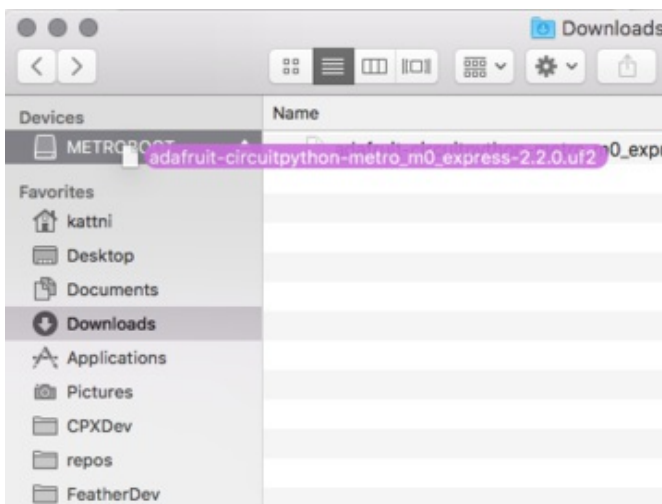 Downloads
Devices
Name
METROBOOT
adafruit-circuitpython-metro_m0_express-2.2.0.uf2
Favorites
kattni
Desktop
Documents
Downloads
Applications
Pictures
CPXDev
repos
FeatherDev